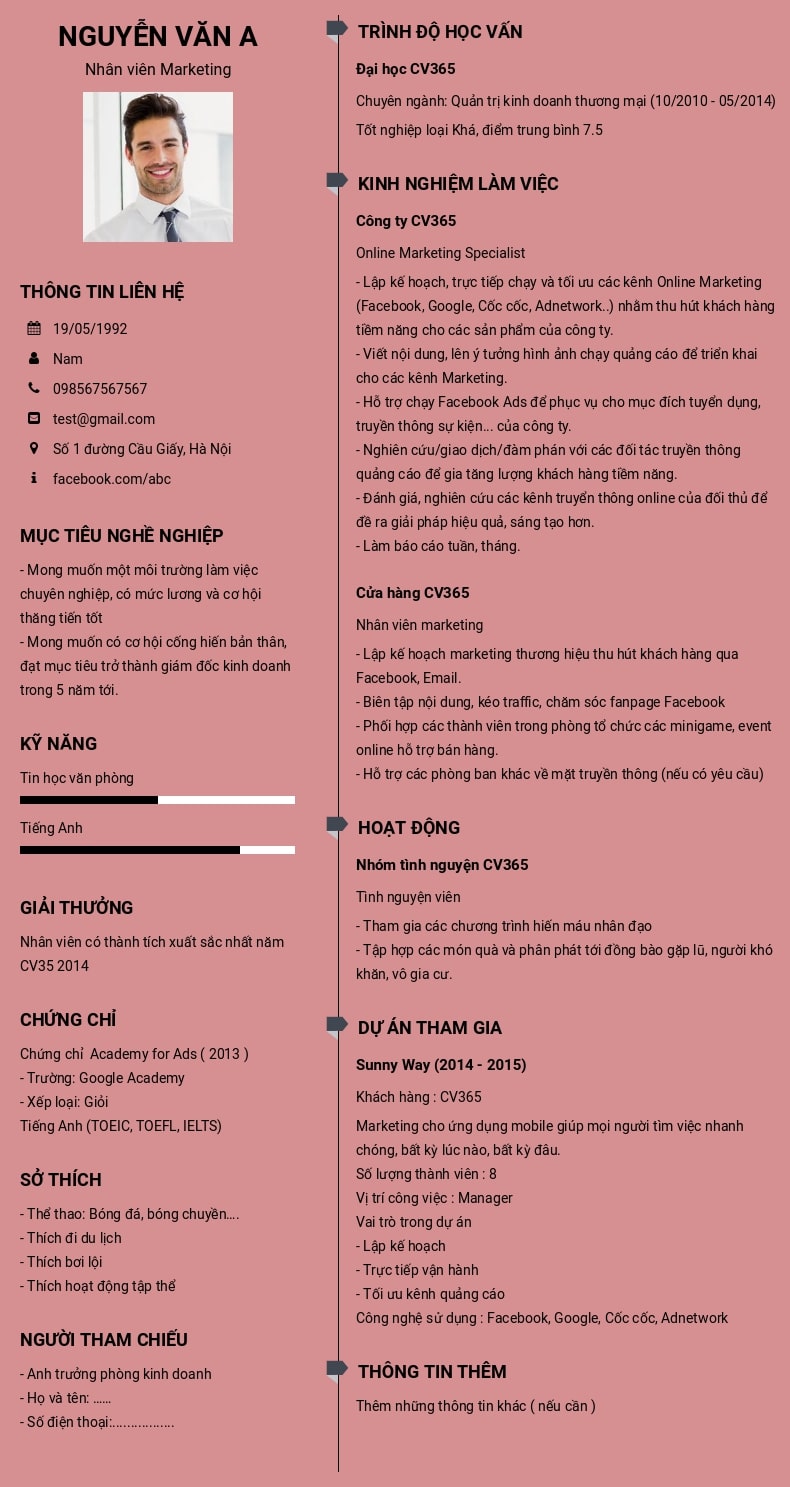 NGUYỄN VĂN A
Nhân viên Marketing
THÔNG TIN LIÊN HỆ
19/05/1992
Nam
098567567567
test@gmail.com
Số 1 đường Cầu Giấy, Hà Nội
facebook.com/abc
MỤC TIÊU NGHỀ NGHIỆP
- Mong muốn một môi trường làm việc
chuyên nghiệp, có mức lương và cơ hội
thăng tiến tốt
- Mong muốn có cơ hội cống hiến bản thân,
đạt mục tiêu trở thành giám đốc kinh doanh
trong 5 năm tới.
KỸ NĂNG
Tin học văn phòng
Tiếng Anh
GIẢI THƯỞNG
Nhân viên có thành tích xuất sắc nhất năm
CV35 2014
CHỨNG CHỈ
Chứng chỉ Academy for Ads ( 2013 )
- Trường: Google Academy
- Xếp loại: Giỏi
Tiếng Anh (TOEIC, TOEFL, IELTS)
SỞ THÍCH
- Thể thao: Bóng đá, bóng chuyền....
- Thích đi du lịch
- Thích bơi lội
- Thích hoạt động tập thể
NGƯỜI THAM CHIẾU
- Anh trưởng phòng kinh doanh
- Họ và tên: ......
- Số điện thoại:.................
TRÌNH ĐỘ HỌC VẤN
Đại học CV365
Chuyên ngành: Quản trị kinh doanh thương mại (10/2010 - 05/2014)
Tốt nghiệp loại Khá, điểm trung bình 7.5
KINH NGHIỆM LÀM VIỆC
Công ty CV365
Online Marketing Specialist
- Lập kế hoạch, trực tiếp chạy và tối ưu các kênh Online Marketing
(Facebook, Google, Cốc cốc, Adnetwork..) nhằm thu hút khách hàng
tiềm năng cho các sản phẩm của công ty.
- Viết nội dung, lên ý tưởng hình ảnh chạy quảng cáo để triển khai
cho các kênh Marketing.
- Hỗ trợ chạy Facebook Ads để phục vụ cho mục đích tuyển dụng,
truyền thông sự kiện... của công ty.
- Nghiên cứu/giao dịch/đàm phán với các đối tác truyền thông
quảng cáo để gia tăng lượng khách hàng tiềm năng.
- Đánh giá, nghiên cứu các kênh truyển thông online của đối thủ để
đề ra giải pháp hiệu quả, sáng tạo hơn.
- Làm báo cáo tuần, tháng.
Cửa hàng CV365
Nhân viên marketing
- Lập kế hoạch marketing thương hiệu thu hút khách hàng qua
Facebook, Email.
- Biên tập nội dung, kéo traffic, chăm sóc fanpage Facebook
- Phối hợp các thành viên trong phòng tổ chức các minigame, event
online hỗ trợ bán hàng.
- Hỗ trợ các phòng ban khác về mặt truyền thông (nếu có yêu cầu)
HOẠT ĐỘNG
Nhóm tình nguyện CV365
Tình nguyện viên
- Tham gia các chương trình hiến máu nhân đạo
- Tập hợp các món quà và phân phát tới đồng bào gặp lũ, người khó
khăn, vô gia cư.
DỰ ÁN THAM GIA
Sunny Way (2014 - 2015)
Khách hàng : CV365
Marketing cho ứng dụng mobile giúp mọi người tìm việc nhanh
chóng, bất kỳ lúc nào, bất kỳ đâu.
Số lượng thành viên : 8
Vị trí công việc : Manager
Vai trò trong dự án
- Lập kế hoạch
- Trực tiếp vận hành
- Tối ưu kênh quảng cáo
Công nghệ sử dụng : Facebook, Google, Cốc cốc, Adnetwork
THÔNG TIN THÊM
Thêm những thông tin khác ( nếu cần )